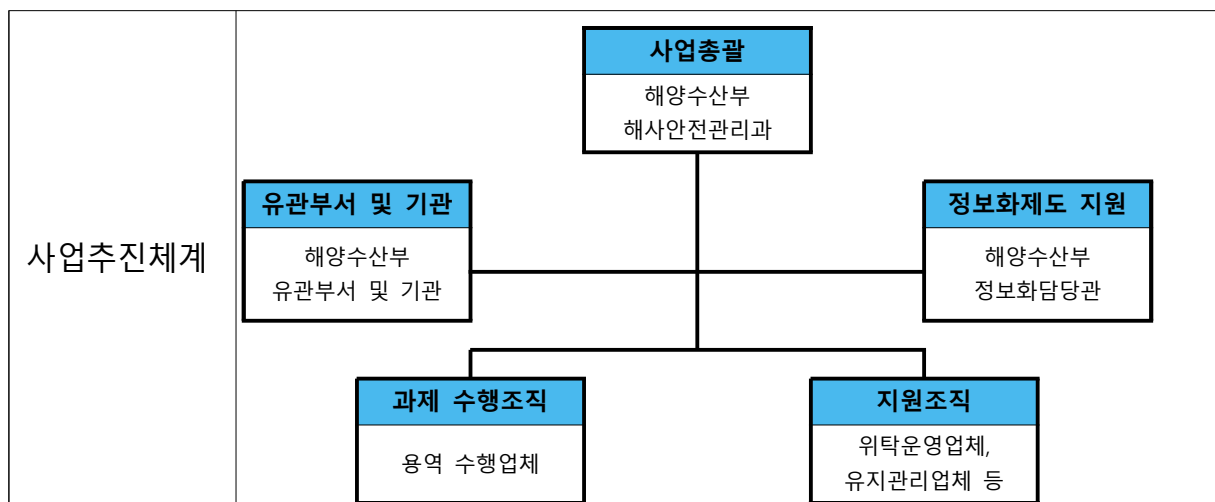 사업추진체계
사업총괄
해양수산부
해사안전관리과
유관부서 및 기관
해양수산부
유관부서 및 기관
정보화제도 지원
해양수산부
정보화담당관
과제 수행조직
용역 수행업체
지원조직
위탁운영업체,
유지관리업체 등